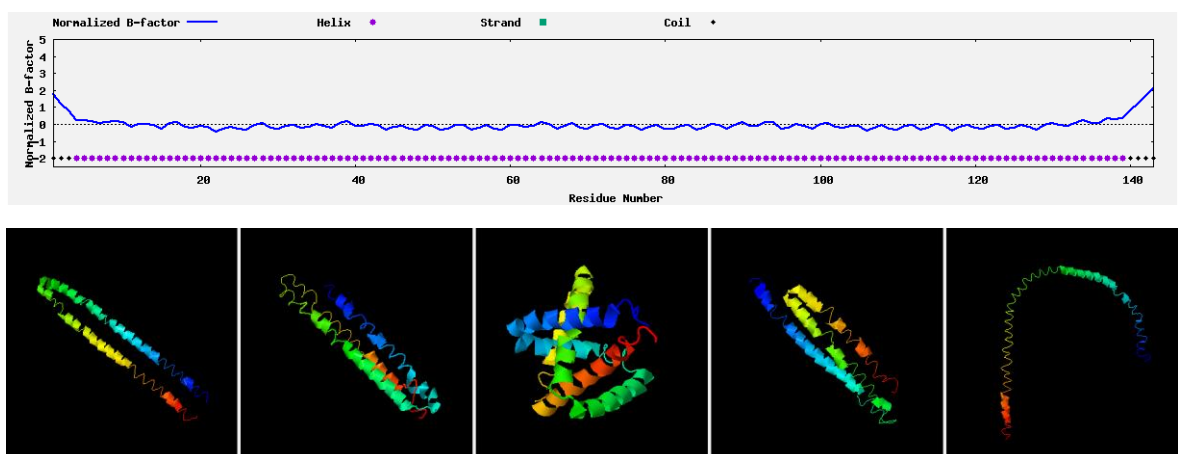 Normalized B-factor Helix Strand Coil
5
4
3
2
1
0
-1
-2
Normalized B-factor
20 40 60 80 100 120 140
Residue Number